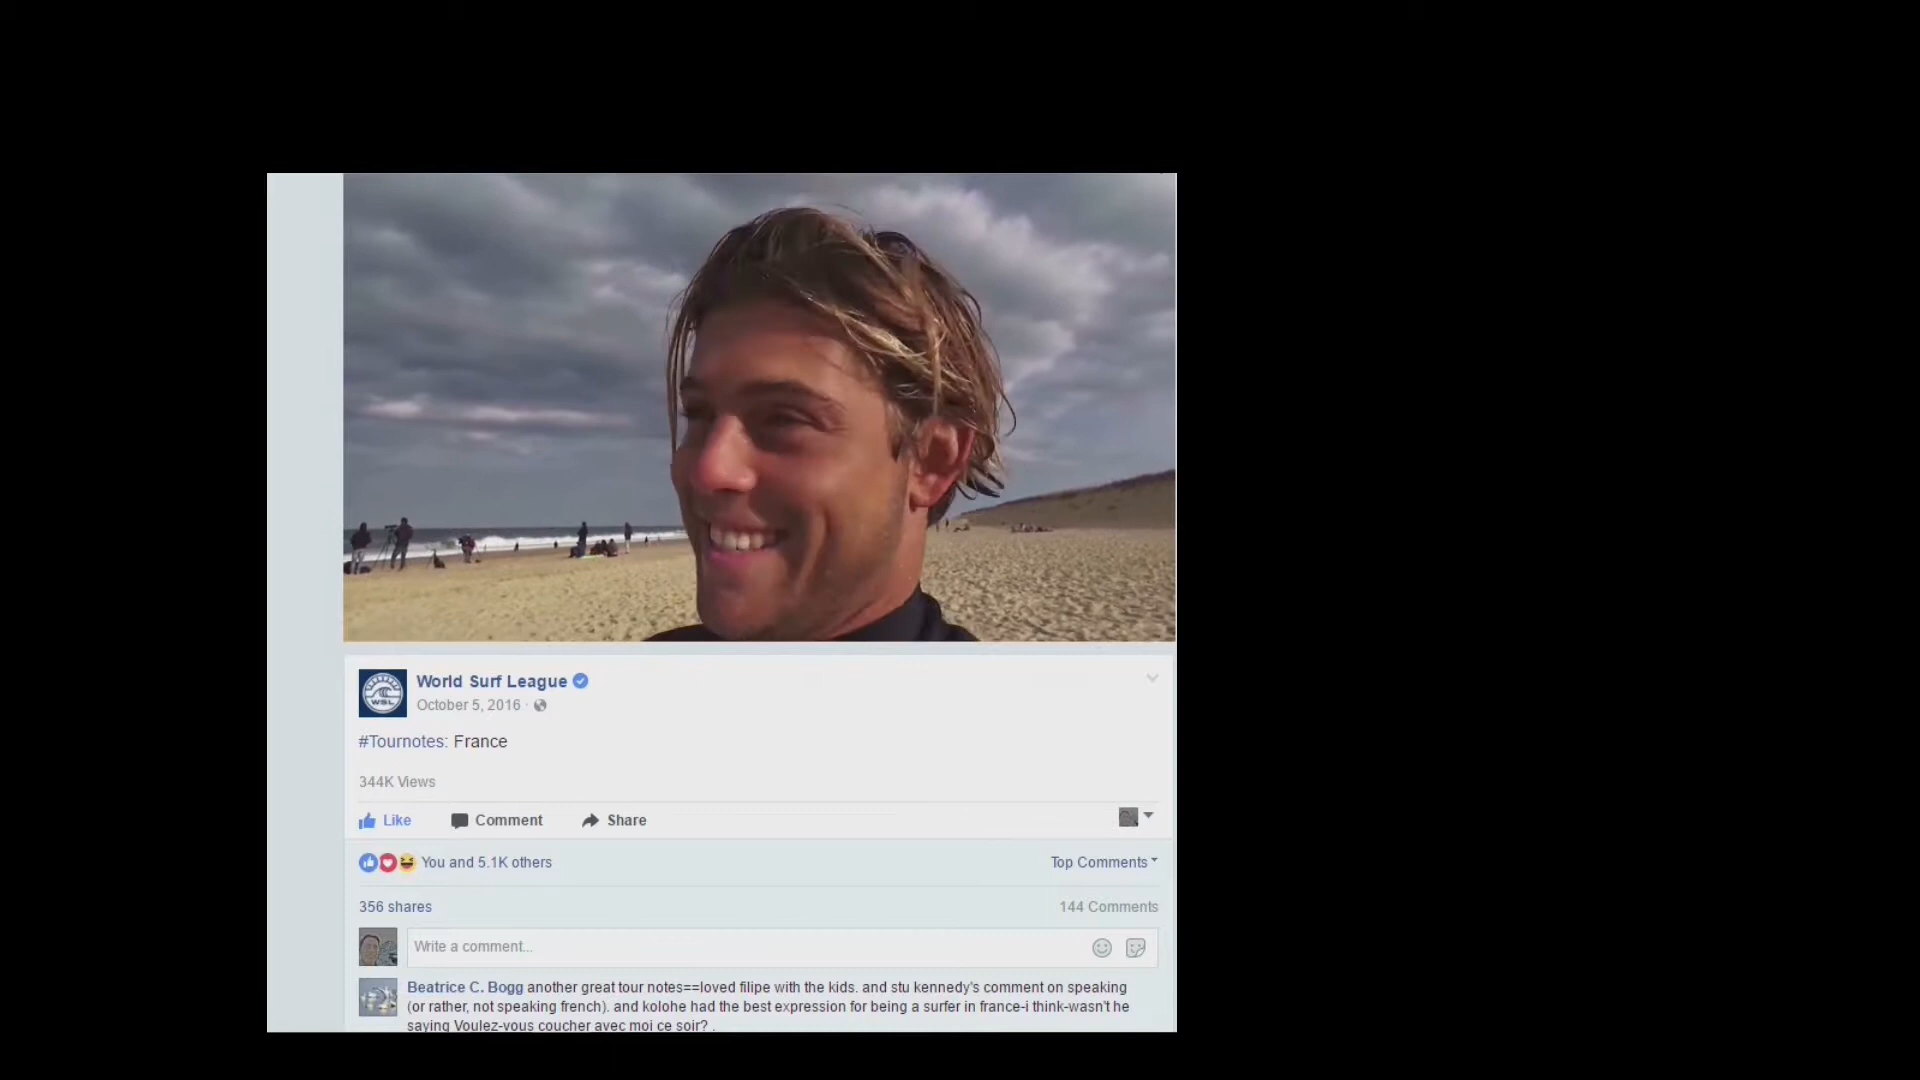 WSL
World Surf League
October 5, 2016 ·
#Tournotes: France
344K Views
Like Comment Share
You and 5.1K others Top Comments
356 shares 144 Comments
Write a comment...
Beatrice C. Bogg another great tour notes==loved filipe with the kids. and stu kennedy's comment on speaking
(or rather, not speaking french). and kolohe had the best expression for being a surfer in france-i think-wasn't he
saying Voulez-vous coucher avec moi ce soir? .